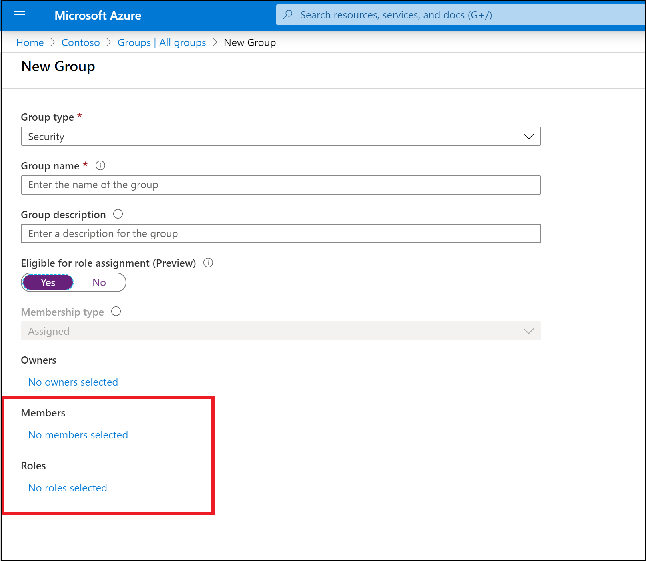 Microsoft Azure
Search resources, services, and docs (G+/)
Home > Contoso > Groups | All groups > New Group
New Group
Group type *
Security
Group name *
Enter the name of the group
Group description
Enter a description for the group
Eligible for role assignment (Preview)
Yes No
Membership type
Assigned
Owners
No owners selected
Members
No members selected
Roles
No roles selected